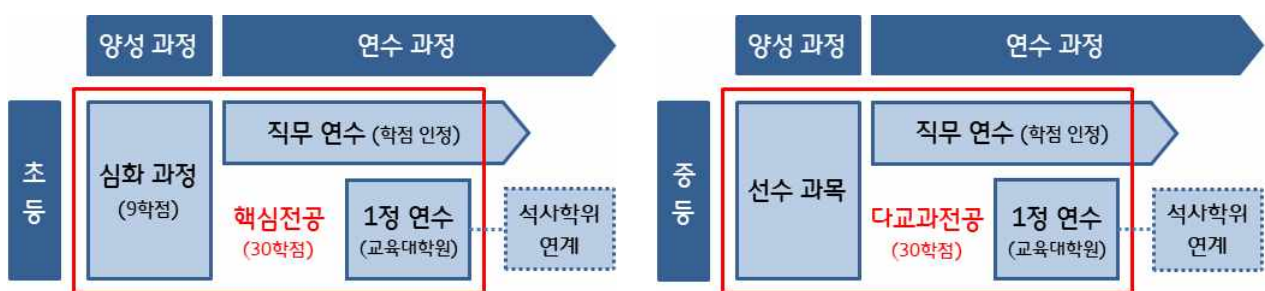 양성 과정
연수 과정
초등
심화 과정
(9학점)
직무 연수 (학점 인정)
핵심전공
(30학점)
1정 연수
(교육대학원)
석사학위
연계
양성 과정
연수 과정
중등
선수 과목
직무 연수 (학점 인정)
다교과전공
(30학점)
1정 연수
(교육대학원)
석사학위
연계